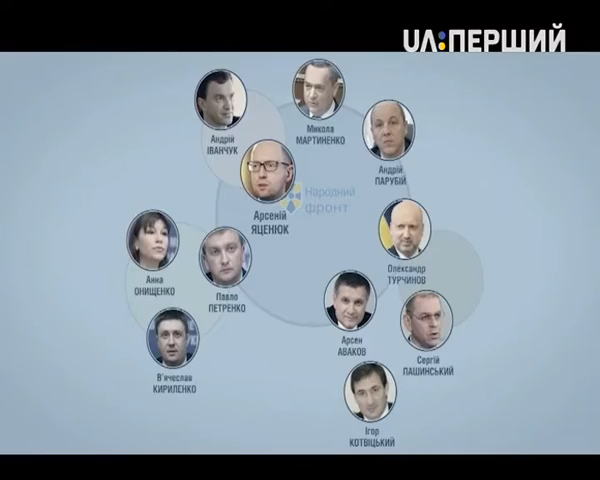 UA:ПЕРШИЙ
Андрій
ІВАНЧУК
Микола
МАРТИНЕНКО
Андрій
ПАРУБІЙ
Арсеній
ЯЦЕНЮК
Народний
фронт
Анна
ОНИЩЕНКО
Павло
ПЕТРЕНКО
Олександр
ТУРЧИНОВ
Арсен
АВАКОВ
Сергій
ПАШИНСЬКИЙ
В'ячеслав
КИРИЛЕНКО
Ігор
КОТВІЦЬКИЙ